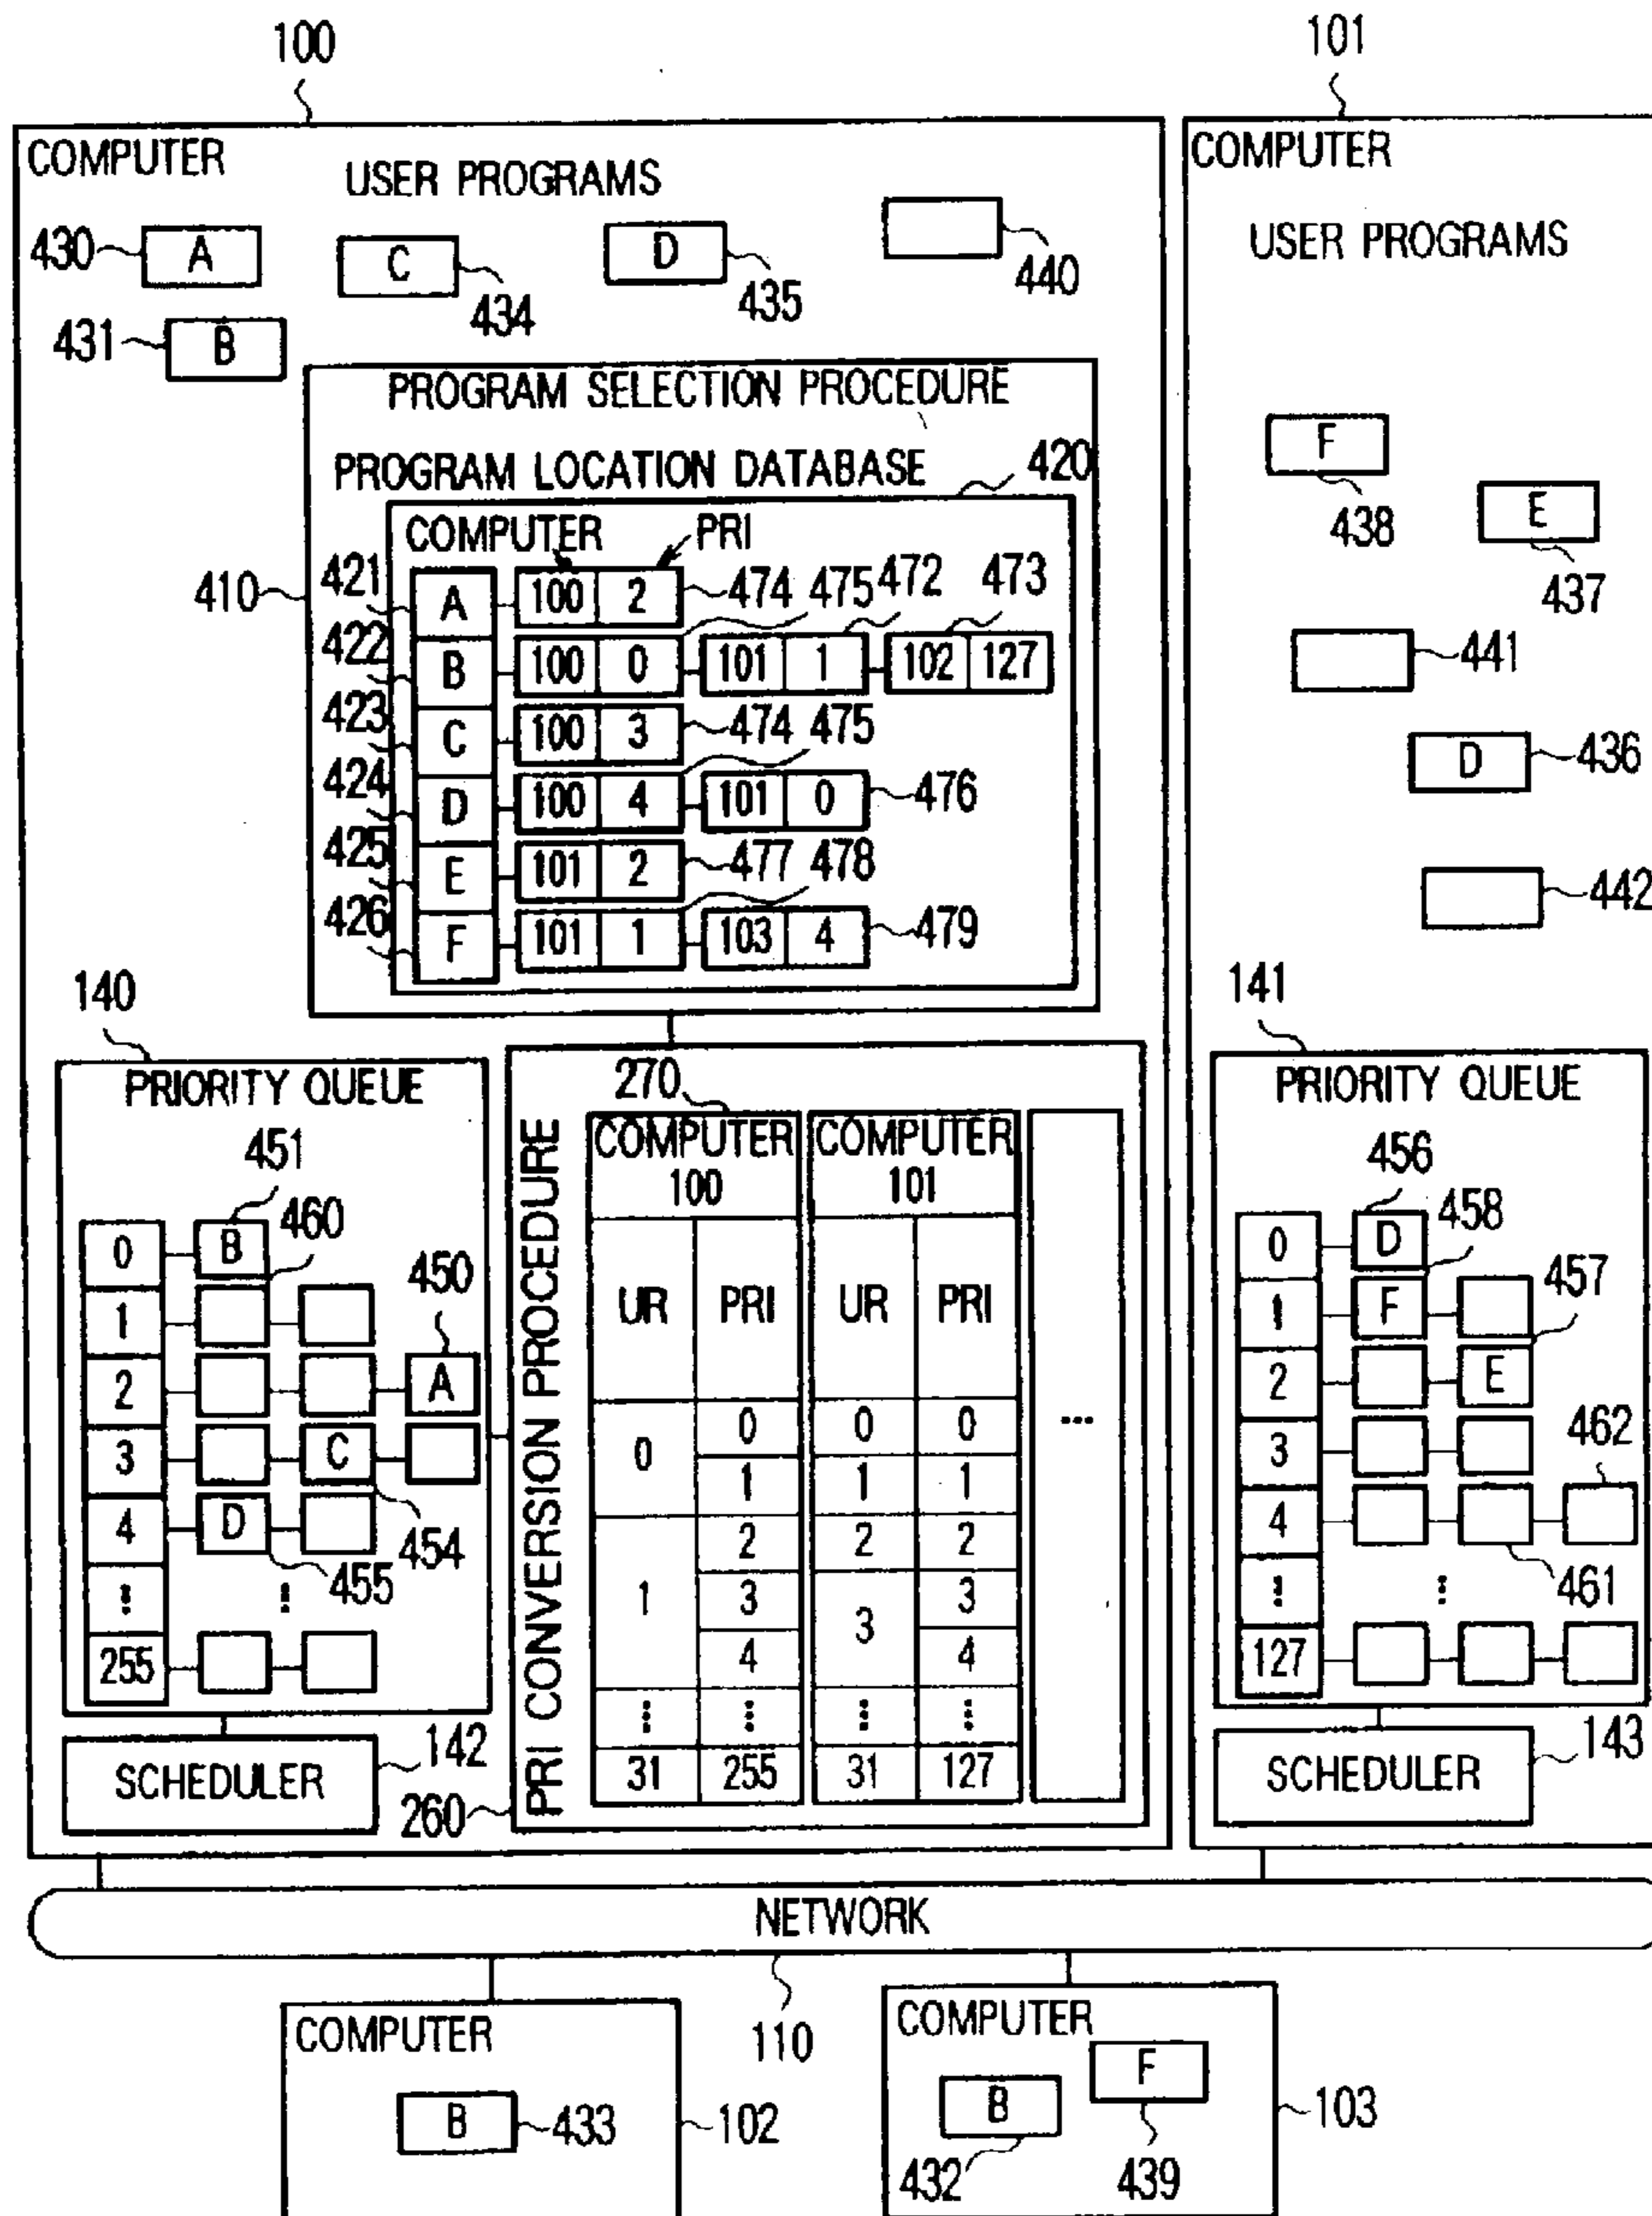 100
101
COMPUTER
USER PROGRAMS
430 A
C
434
D
435
440
431 B
PROGRAM SELECTION PROCEDURE
PROGRAM LOCATION DATABASE
420
410
COMPUTER PRI
421 A 100 2 474
422 B 100 0 475 101 1 472 102 127 473
423 C 100 3 474
424 D 100 4 475 101 0 476
425 E 101 2 477
426 F 101 1 478 103 4 479
140
PRIORITY QUEUE
451
460
450
0 B
1
2 A
3 C
4 D
454
455
⋮ ⋮
255
SCHEDULER
142
260
PRI CONVERSION PROCEDURE
270
COMPUTER 100
COMPUTER 101
UR PRI UR PRI
0 0 0 0
1 1 1
1 2 2 2
3 3 3
4 4
⋮ ⋮ ⋮ ⋮
31 255 31 127
...
COMPUTER
USER PROGRAMS
F
438
E
437
441
D 436
442
141
PRIORITY QUEUE
456
458
457
0 D
1 F
2 E
3
462
4
461
⋮ ⋮
127
SCHEDULER
143
NETWORK
110
COMPUTER
B 433
102
COMPUTER
F
B
432
439
103